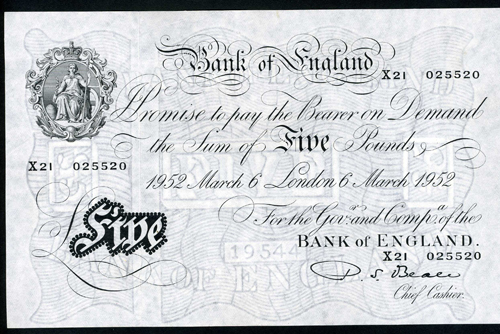 Bank of England
X21 025520
I Promise to pay the Bearer on Demand
the Sum of Five Pounds
X21 025520
1952 March 6 London 6 March 1952
For the Govr. and Compa. of the
BANK of ENGLAND.
X21 025520
£Five
P. S. Beale
Chief Cashier.